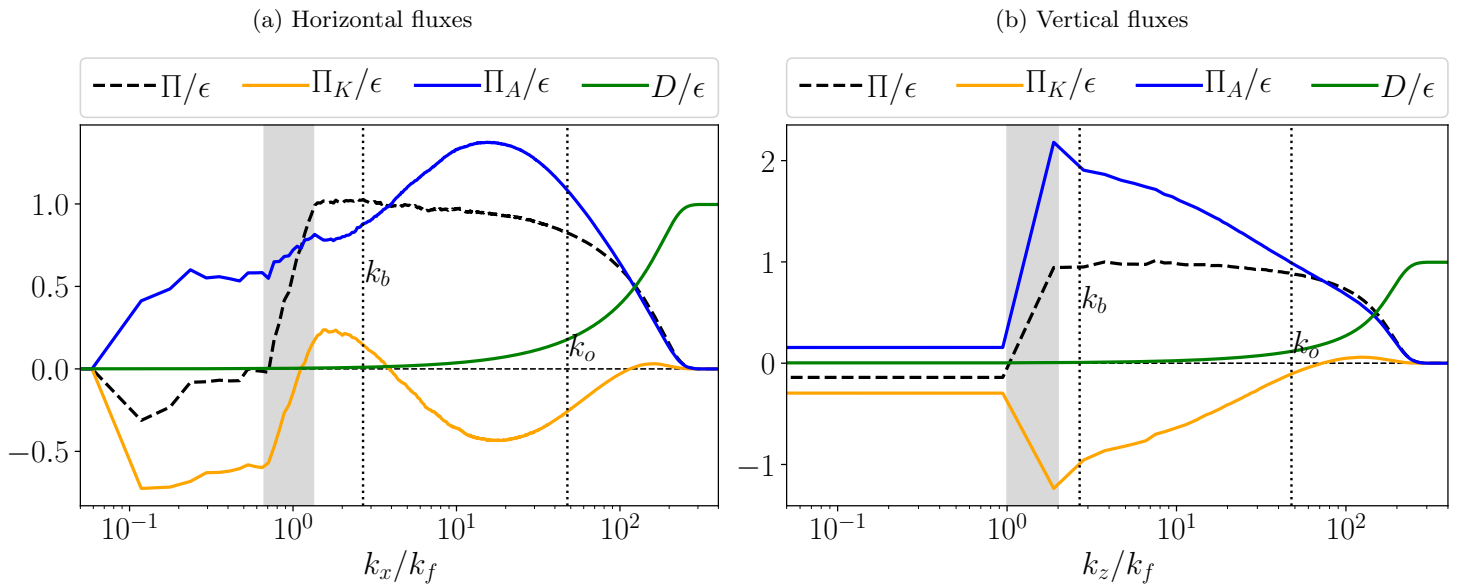 (a) Horizontal fluxes
Π/ϵ Π_K/ϵ Π_A/ϵ D/ϵ
1.0
0.5
0.0
−0.5
k_b
k_o
10^−1 10^0 10^1 10^2
k_x/k_f
(b) Vertical fluxes
Π/ϵ Π_K/ϵ Π_A/ϵ D/ϵ
2
1
0
−1
k_b
k_o
10^−1 10^0 10^1 10^2
k_z/k_f